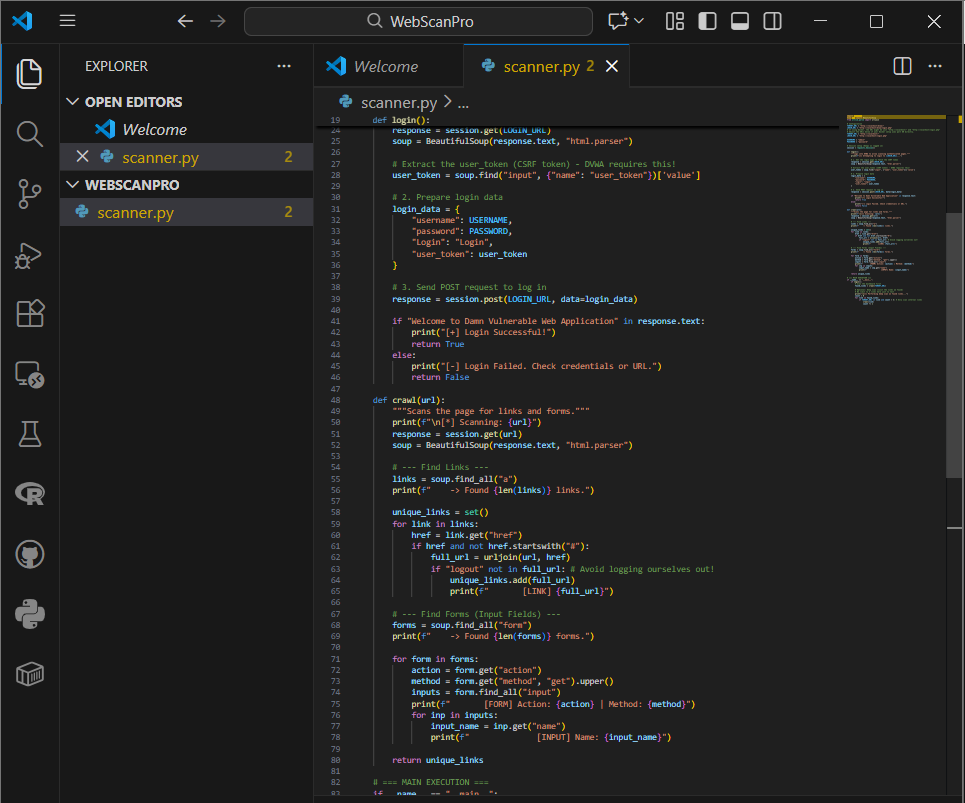 WebScanPro
EXPLORER
OPEN EDITORS
Welcome
scanner.py 2
WEBSCANPRO
scanner.py 2
Welcome
scanner.py 2
scanner.py > ...
19 def login():
24 response = session.get(LOGIN_URL)
25 soup = BeautifulSoup(response.text, "html.parser")
26
27 # Extract the user_token (CSRF token) - DVWA requires this!
28 user_token = soup.find("input", {"name": "user_token"})['value']
29
30 # 2. Prepare login data
31 login_data = {
32 "username": USERNAME,
33 "password": PASSWORD,
34 "Login": "Login",
35 "user_token": user_token
36 }
37
38 # 3. Send POST request to log in
39 response = session.post(LOGIN_URL, data=login_data)
40
41 if "Welcome to Damn Vulnerable Web Application" in response.text:
42 print("[+] Login Successful!")
43 return True
44 else:
45 print("[-] Login Failed. Check credentials or URL.")
46 return False
47
48 def crawl(url):
49 """Scans the page for links and forms."""
50 print(f"\n[*] Scanning: {url}")
51 response = session.get(url)
52 soup = BeautifulSoup(response.text, "html.parser")
53
54 # --- Find Links ---
55 links = soup.find_all("a")
56 print(f"    -> Found {len(links)} links.")
57
58 unique_links = set()
59 for link in links:
60 href = link.get("href")
61 if href and not href.startswith("#"):
62 full_url = urljoin(url, href)
63 if "logout" not in full_url: # Avoid logging ourselves out!
64 unique_links.add(full_url)
65 print(f"       [LINK] {full_url}")
66
67 # --- Find Forms (Input Fields) ---
68 forms = soup.find_all("form")
69 print(f"    -> Found {len(forms)} forms.")
70
71 for form in forms:
72 action = form.get("action")
73 method = form.get("method", "get").upper()
74 inputs = form.find_all("input")
75 print(f"       [FORM] Action: {action} | Method: {method}")
76 for inp in inputs:
77 input_name = inp.get("name")
78 print(f"              [INPUT] Name: {input_name}")
79
80 return unique_links
81
82 # === MAIN EXECUTION ===
83 if __name__ == "__main__":